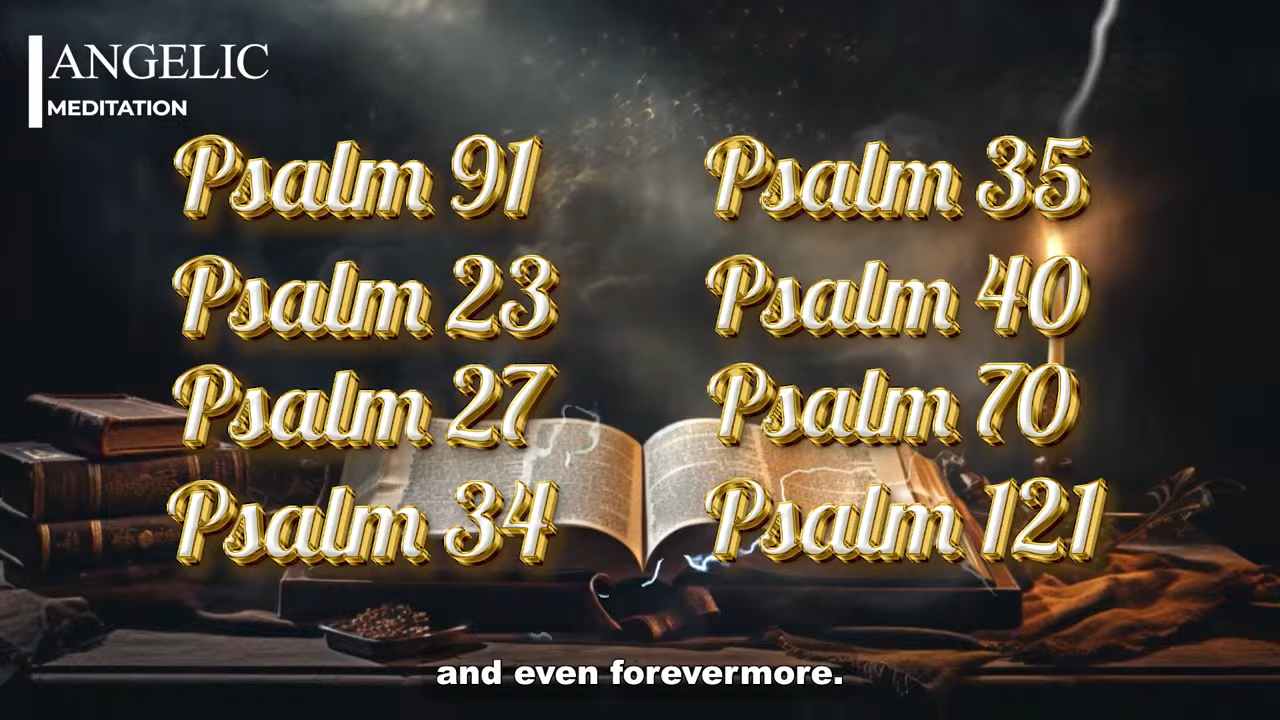 ANGELIC
MEDITATION
Psalm 91
Psalm 23
Psalm 27
Psalm 34
Psalm 35
Psalm 40
Psalm 70
Psalm 121
and even forevermore.